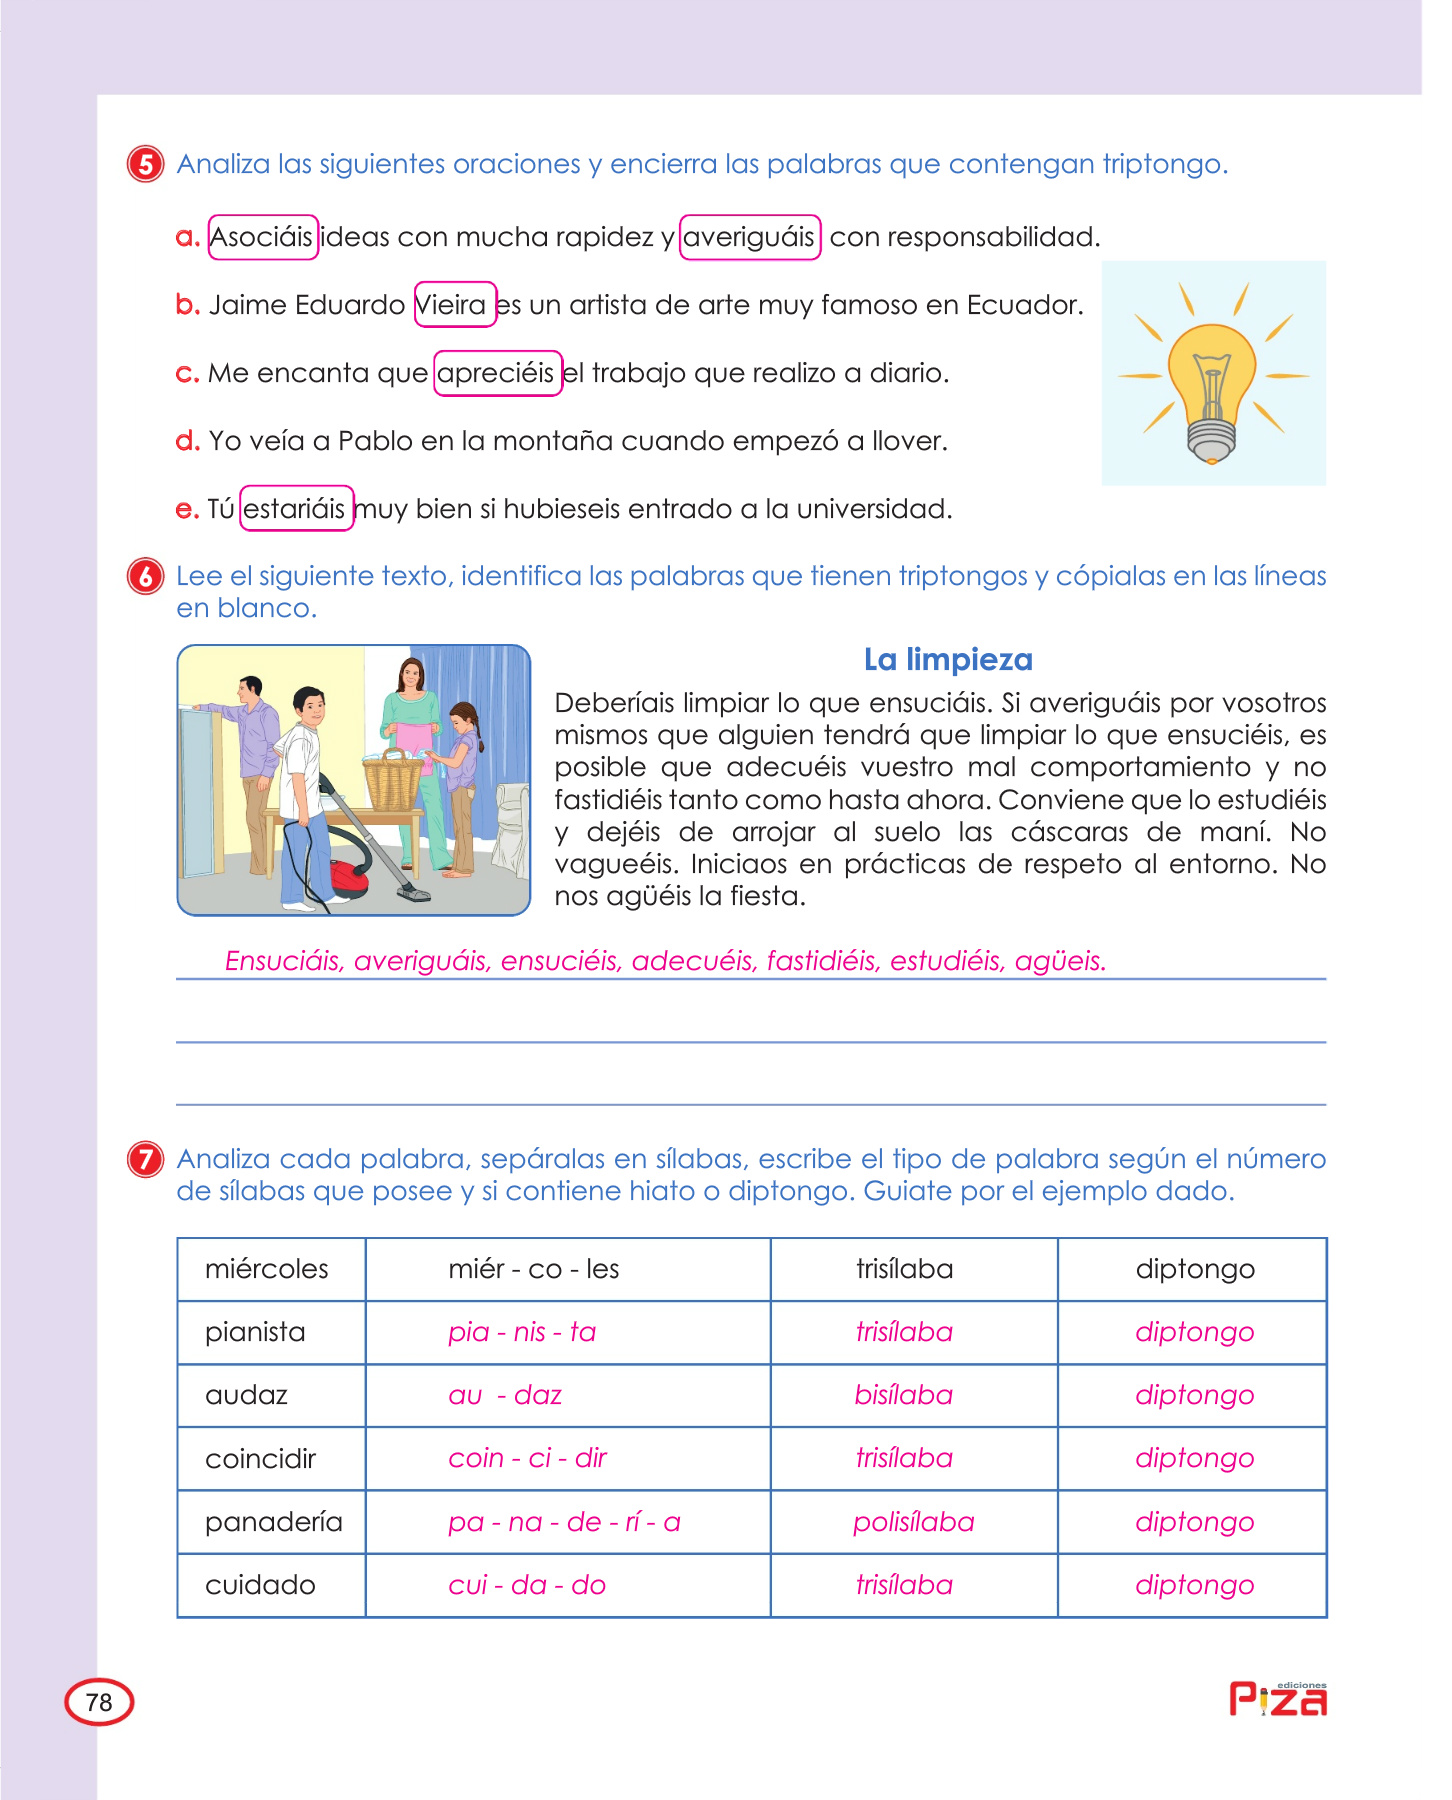 5 Analiza las siguientes oraciones y encierra las palabras que contengan triptongo.
a. Asociáis ideas con mucha rapidez y averiguáis con responsabilidad.
b. Jaime Eduardo Vieira es un artista de arte muy famoso en Ecuador.
c. Me encanta que apreciéis el trabajo que realizo a diario.
d. Yo veía a Pablo en la montaña cuando empezó a llover.
e. Tú estariáis muy bien si hubieseis entrado a la universidad.
6 Lee el siguiente texto, identifica las palabras que tienen triptongos y cópialas en las líneas
en blanco.
La limpieza
Deberíais limpiar lo que ensuciáis. Si averiguáis por vosotros
mismos que alguien tendrá que limpiar lo que ensuciéis, es
posible que adecuéis vuestro mal comportamiento y no
fastidiéis tanto como hasta ahora. Conviene que lo estudiéis
y dejéis de arrojar al suelo las cáscaras de maní. No
vagueéis. Iniciaos en prácticas de respeto al entorno. No
nos agüéis la fiesta.
Ensuciáis, averiguáis, ensuciéis, adecuéis, fastidiéis, estudiéis, agüeis.
7 Analiza cada palabra, sepáralas en sílabas, escribe el tipo de palabra según el número
de sílabas que posee y si contiene hiato o diptongo. Guiate por el ejemplo dado.
miércoles miér - co - les trisílaba diptongo
pianista pia - nis - ta trisílaba diptongo
audaz au - daz bisílaba diptongo
coincidir coin - ci - dir trisílaba diptongo
panadería pa - na - de - rí - a polisílaba diptongo
cuidado cui - da - do trisílaba diptongo
78
ediciones
Piza